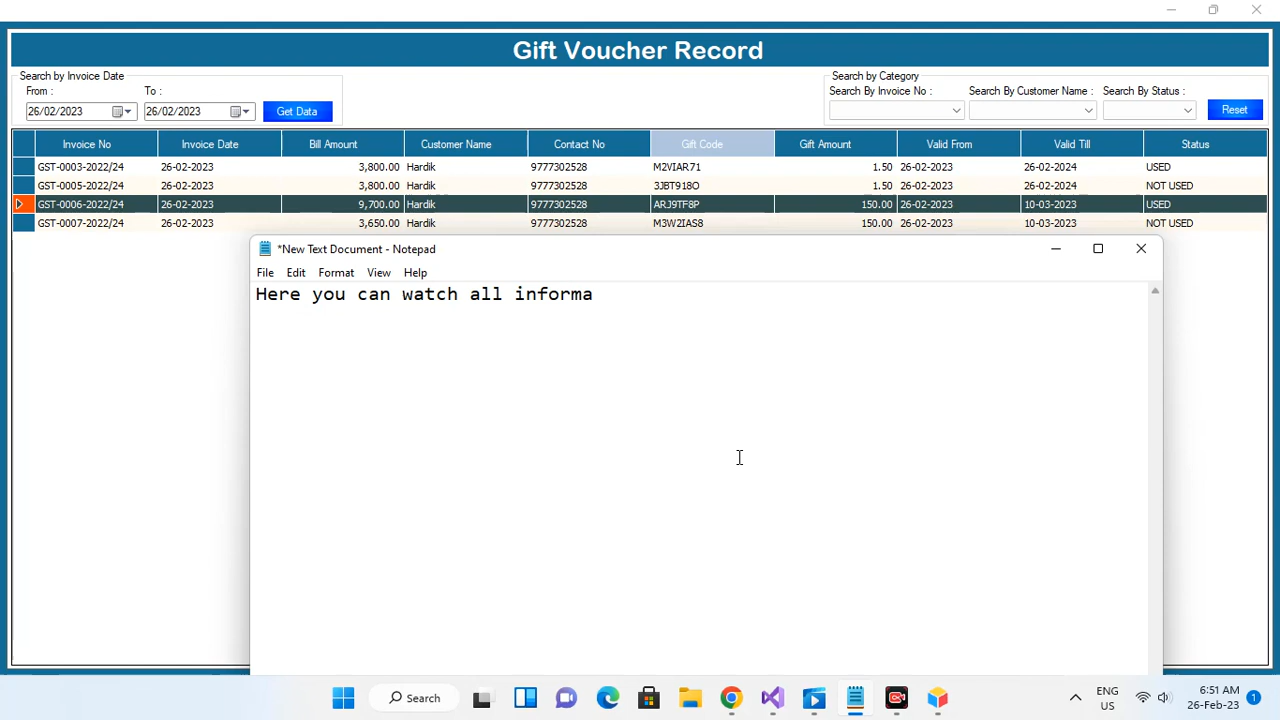 Gift Voucher Record
Search by Invoice Date
Search by Category
From :
To :
Search By Invoice No :
Search By Customer Name :
Search By Status :
26/02/2023
26/02/2023
Get Data
Reset
Invoice No Invoice Date Bill Amount Customer Name Contact No Gift Code Gift Amount Valid From Valid Till Status
GST-0003-2022/24 26-02-2023 3,800.00 Hardik 9777302528 M2VIAR71 1.50 26-02-2023 26-02-2024 USED
GST-0005-2022/24 26-02-2023 3,800.00 Hardik 9777302528 3JBT918O 1.50 26-02-2023 26-02-2024 NOT USED
GST-0006-2022/24 26-02-2023 9,700.00 Hardik 9777302528 ARJ9TF8P 150.00 26-02-2023 10-03-2023 USED
GST-0007-2022/24 26-02-2023 3,650.00 Hardik 9777302528 M3W2IAS8 150.00 26-02-2023 10-03-2023 NOT USED
*New Text Document - Notepad
File Edit Format View Help
Here you can watch all informa
Search
ENG
US
6:51 AM
26-Feb-23
1